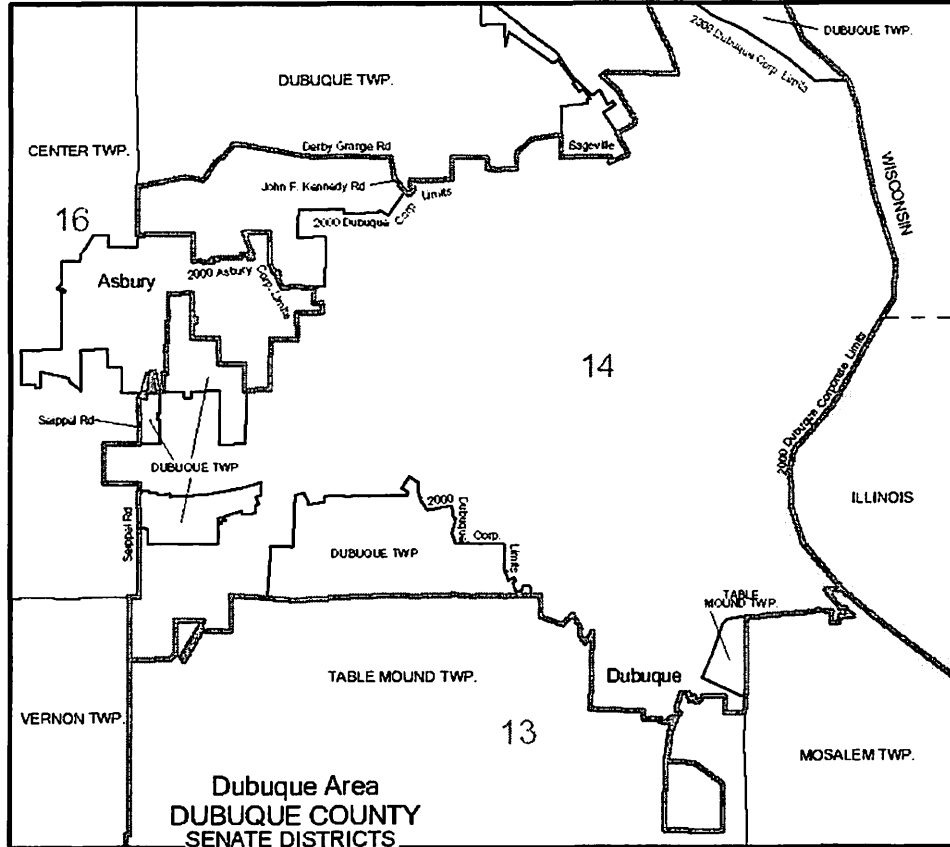 DUBUQUE TWP.
2000 Dubuque Corp. Limits
DUBUQUE TWP.
CENTER TWP.
Derby Grange Rd
Sageville
WISCONSIN
John F. Kennedy Rd
16
2000 Dubuque Corp. Limits
Asbury
2000 Asbury Corp. Limits
14
2000 Dubuque Corporate Limits
Seippel Rd
DUBUQUE TWP
ILLINOIS
Seippel Rd
2000 Dubuque Corp. Limits
DUBUQUE TWP
TABLE
MOUND TWP.
TABLE MOUND TWP.
Dubuque
VERNON TWP.
13
MOSALEM TWP.
Dubuque Area
DUBUQUE COUNTY
SENATE DISTRICTS